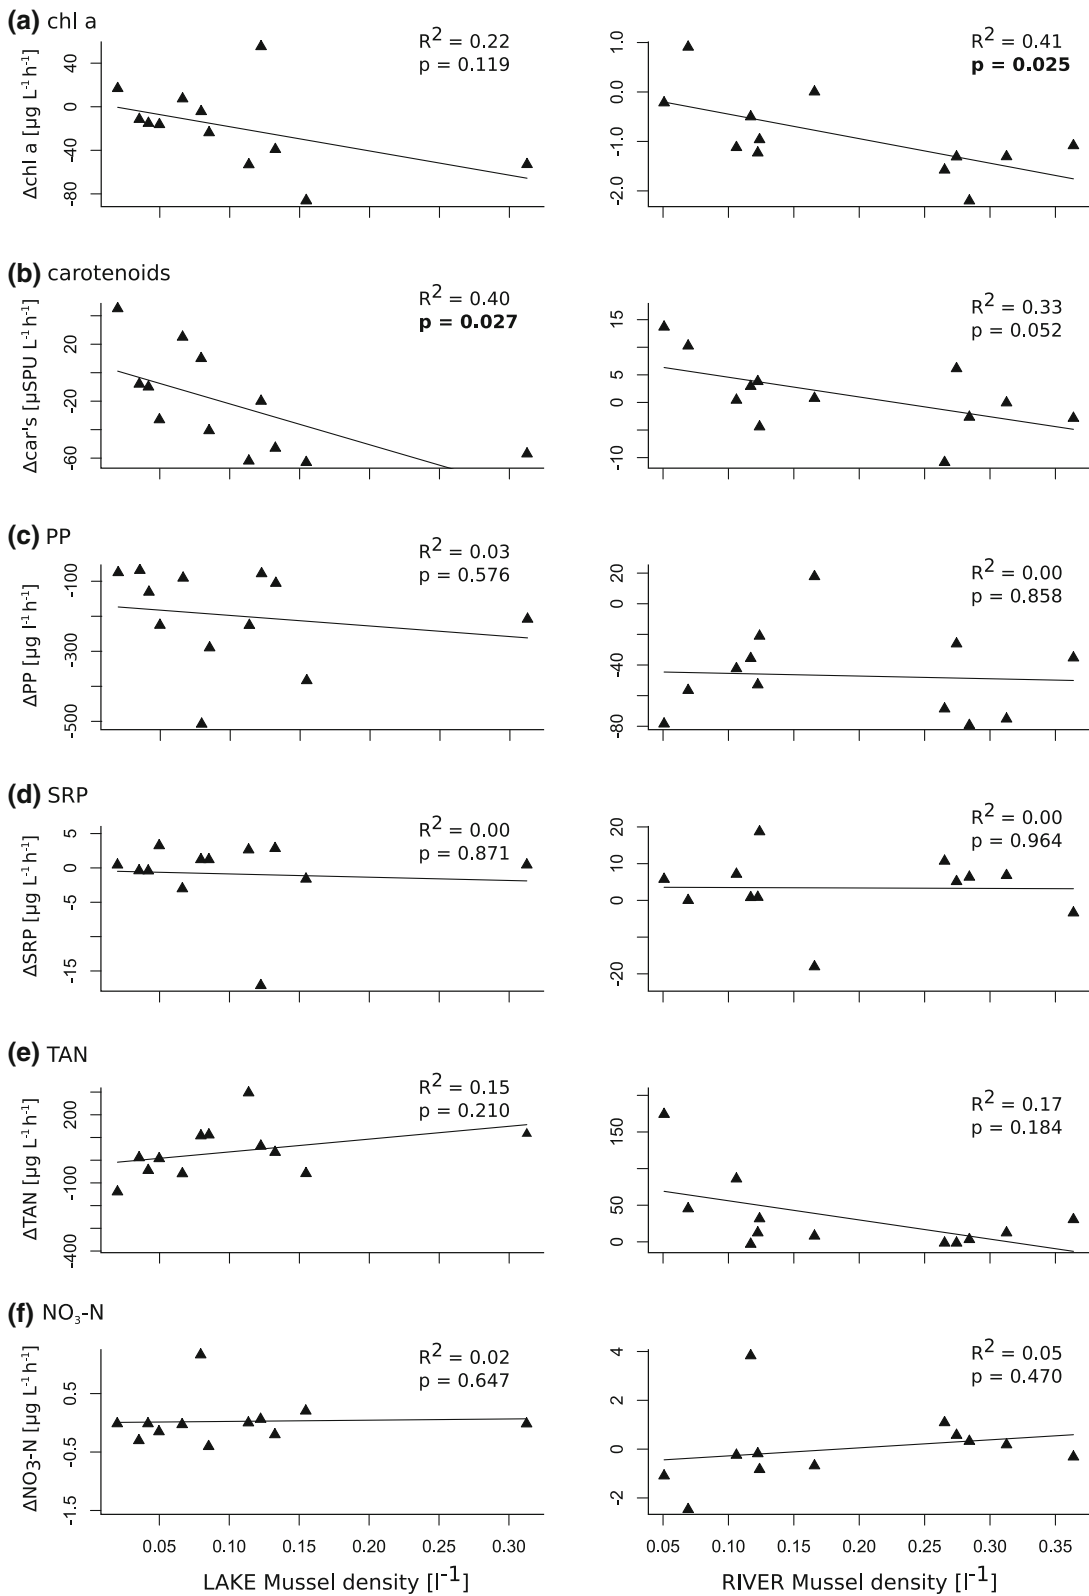 (a) chl a
Δchl a [µg L⁻¹h⁻¹]
40
0
-40
-80
R² = 0.22
p = 0.119
1.0
0.0
-1.0
-2.0
R² = 0.41
p = 0.025
(b) carotenoids
Δcar's [µSPU L⁻¹h⁻¹]
20
-20
-60
R² = 0.40
p = 0.027
15
5
0
-10
R² = 0.33
p = 0.052
(c) PP
ΔPP [µg l⁻¹h⁻¹]
-100
-300
-500
R² = 0.03
p = 0.576
20
0
-40
-80
R² = 0.00
p = 0.858
(d) SRP
ΔSRP [µg L⁻¹h⁻¹]
5
0
-5
-15
R² = 0.00
p = 0.871
20
10
0
-20
R² = 0.00
p = 0.964
(e) TAN
ΔTAN [µg L⁻¹h⁻¹]
200
-100
-400
R² = 0.15
p = 0.210
150
50
0
R² = 0.17
p = 0.184
(f) NO₃-N
ΔNO3-N [µg L⁻¹h⁻¹]
0.5
-0.5
-1.5
R² = 0.02
p = 0.647
4
2
0
-2
R² = 0.05
p = 0.470
0.05 0.10 0.15 0.20 0.25 0.30
LAKE Mussel density [l⁻¹]
0.05 0.10 0.15 0.20 0.25 0.30 0.35
RIVER Mussel density [l⁻¹]